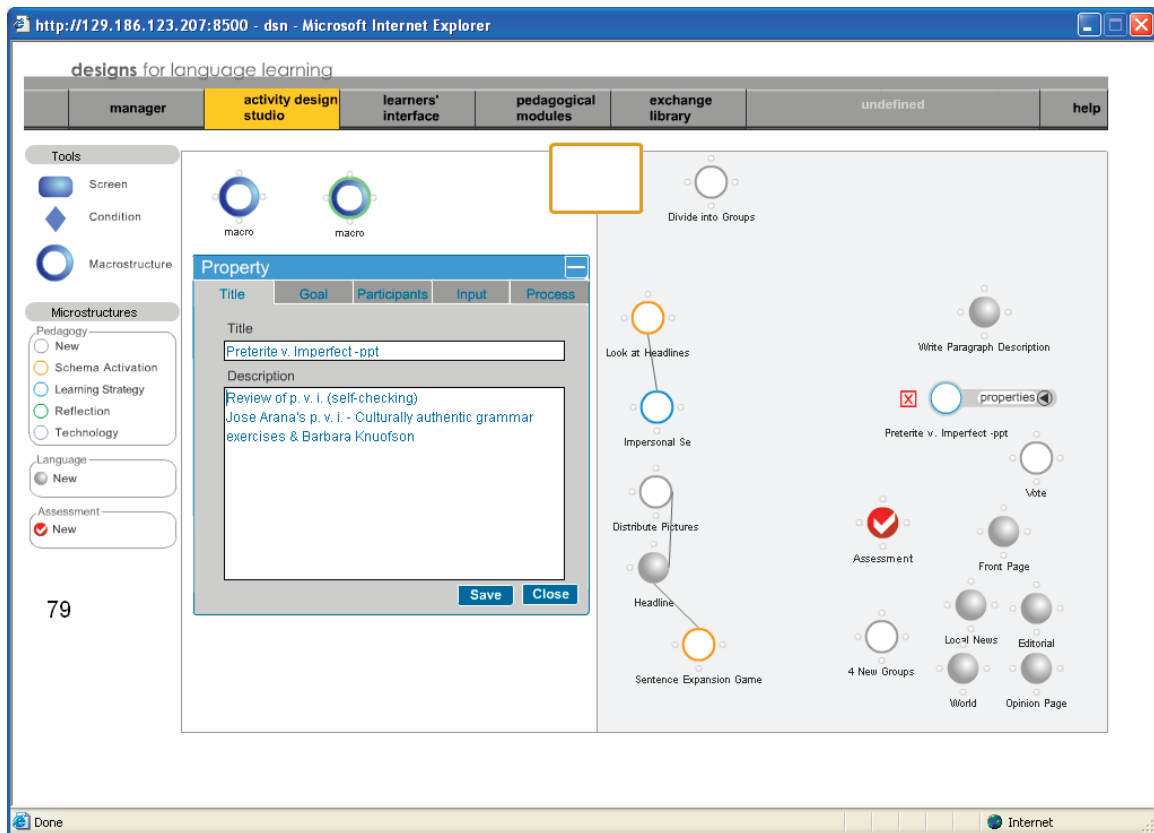 http://129.186.123.207:8500 - dsn - Microsoft Internet Explorer
designs for language learning
manager
activity design
studio
learners'
interface
pedagogical
modules
exchange
library
undefined
help
Tools
Screen
Condition
Macrostructure
Microstructures
Pedagogy
New
Schema Activation
Learning Strategy
Reflection
Technology
Language
New
Assessment
New
79
macro
macro
Property
Title
Goal
Participants
Input
Process
Title
Preterite v. Imperfect -ppt
Description
Review of p. v. i. (self-checking)
Jose Arana's p. v. i. - Culturally authentic grammar
exercises & Barbara Knuofson
Save
Close
Divide into Groups
Look at Headlines
Write Paragraph Description
Impersonal Se
X
properties
Preterite v. Imperfect -ppt
Vote
Distribute Pictures
Assessment
Front Page
Headline
Local News
Editorial
Sentence Expansion Game
4 New Groups
World
Opinion Page
Done
Internet